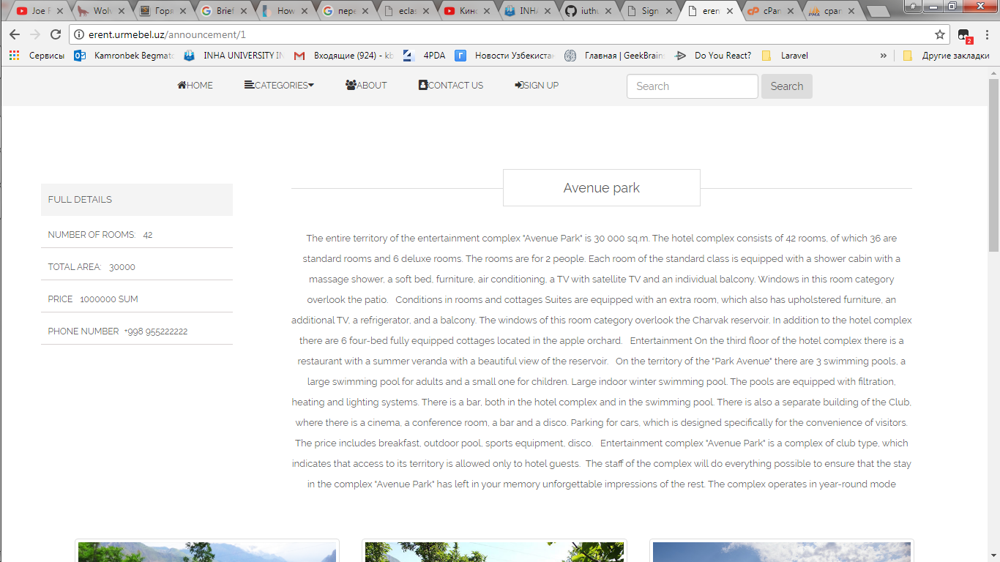 Joe F
Wolv
Горя
Brief
How
пере
eclas
Кинс
INHA
iuthu
Sign
eren
cPan
cpan
erent.urmebel.uz/announcement/1
2
Сервисы
Kamronbek Begmato
INHA UNIVERSITY IN
Входящие (924) - kb
4PDA
Новости Узбекистан
Главная | GeekBrain
Do You React?
Laravel
»
Другие закладки
HOME
CATEGORIES
ABOUT
CONTACT US
SIGN UP
Search
Search
Avenue park
FULL DETAILS
NUMBER OF ROOMS: 42
TOTAL AREA: 30000
PRICE 1000000 SUM
PHONE NUMBER +998 955222222
The entire territory of the entertainment complex "Avenue Park" is 30 000 sq.m. The hotel complex consists of 42 rooms, of which 36 are
standard rooms and 6 deluxe rooms. The rooms are for 2 people. Each room of the standard class is equipped with a shower cabin with a
massage shower, a soft bed, furniture, air conditioning, a TV with satellite TV and an individual balcony. Windows in this room category
overlook the patio. Conditions in rooms and cottages Suites are equipped with an extra room, which also has upholstered furniture, an
additional TV, a refrigerator, and a balcony. The windows of this room category overlook the Charvak reservoir. In addition to the hotel complex
there are 6 four-bed fully equipped cottages located in the apple orchard. Entertainment On the third floor of the hotel complex there is a
restaurant with a summer veranda with a beautiful view of the reservoir. On the territory of the "Park Avenue" there are 3 swimming pools, a
large swimming pool for adults and a small one for children. Large indoor winter swimming pool. The pools are equipped with filtration,
heating and lighting systems. There is a bar, both in the hotel complex and in the swimming pool. There is also a separate building of the Club,
where there is a cinema, a conference room, a bar and a disco. Parking for cars, which is designed specifically for the convenience of visitors.
The price includes breakfast, outdoor pool, sports equipment, disco. Entertainment complex "Avenue Park" is a complex of club type, which
indicates that access to its territory is allowed only to hotel guests. The staff of the complex will do everything possible to ensure that the stay
in the complex "Avenue Park" has left in your memory unforgettable impressions of the rest. The complex operates in year-round mode